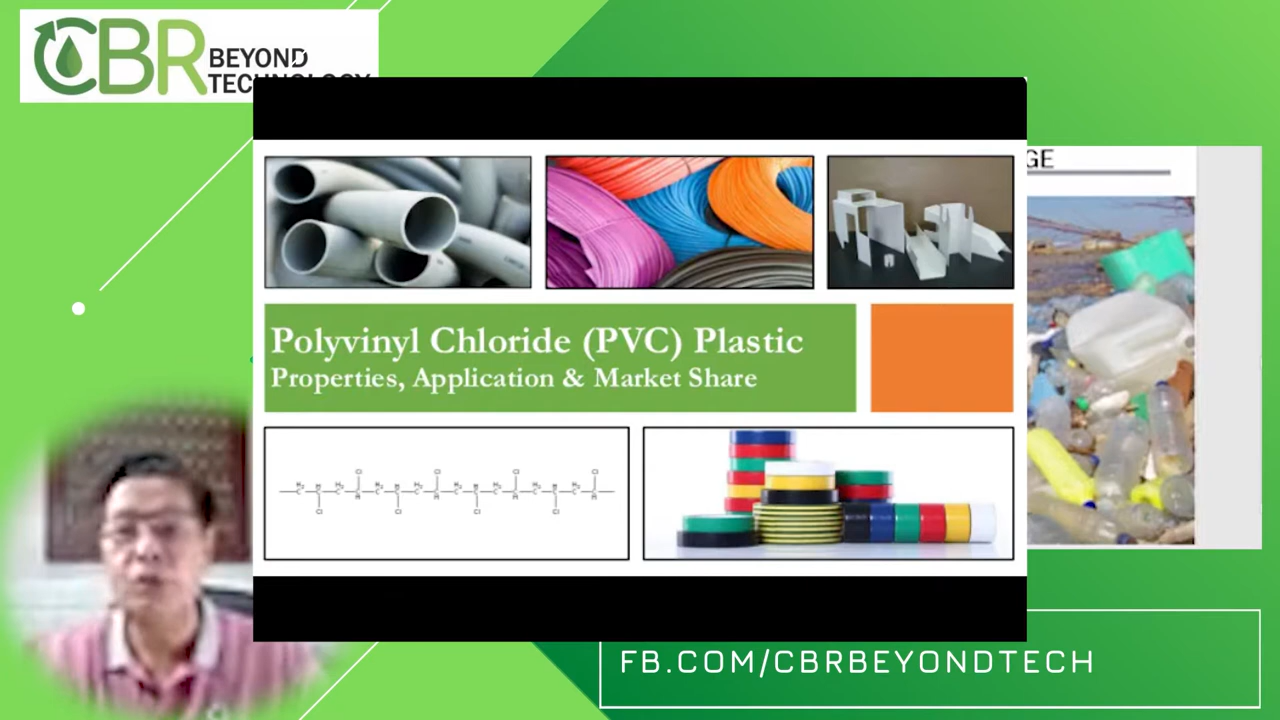 CBR BEYOND
TECHNOLOGY
GE
Polyvinyl Chloride (PVC) Plastic
Properties, Application & Market Share
FB.COM/CBRBEYONDTECH